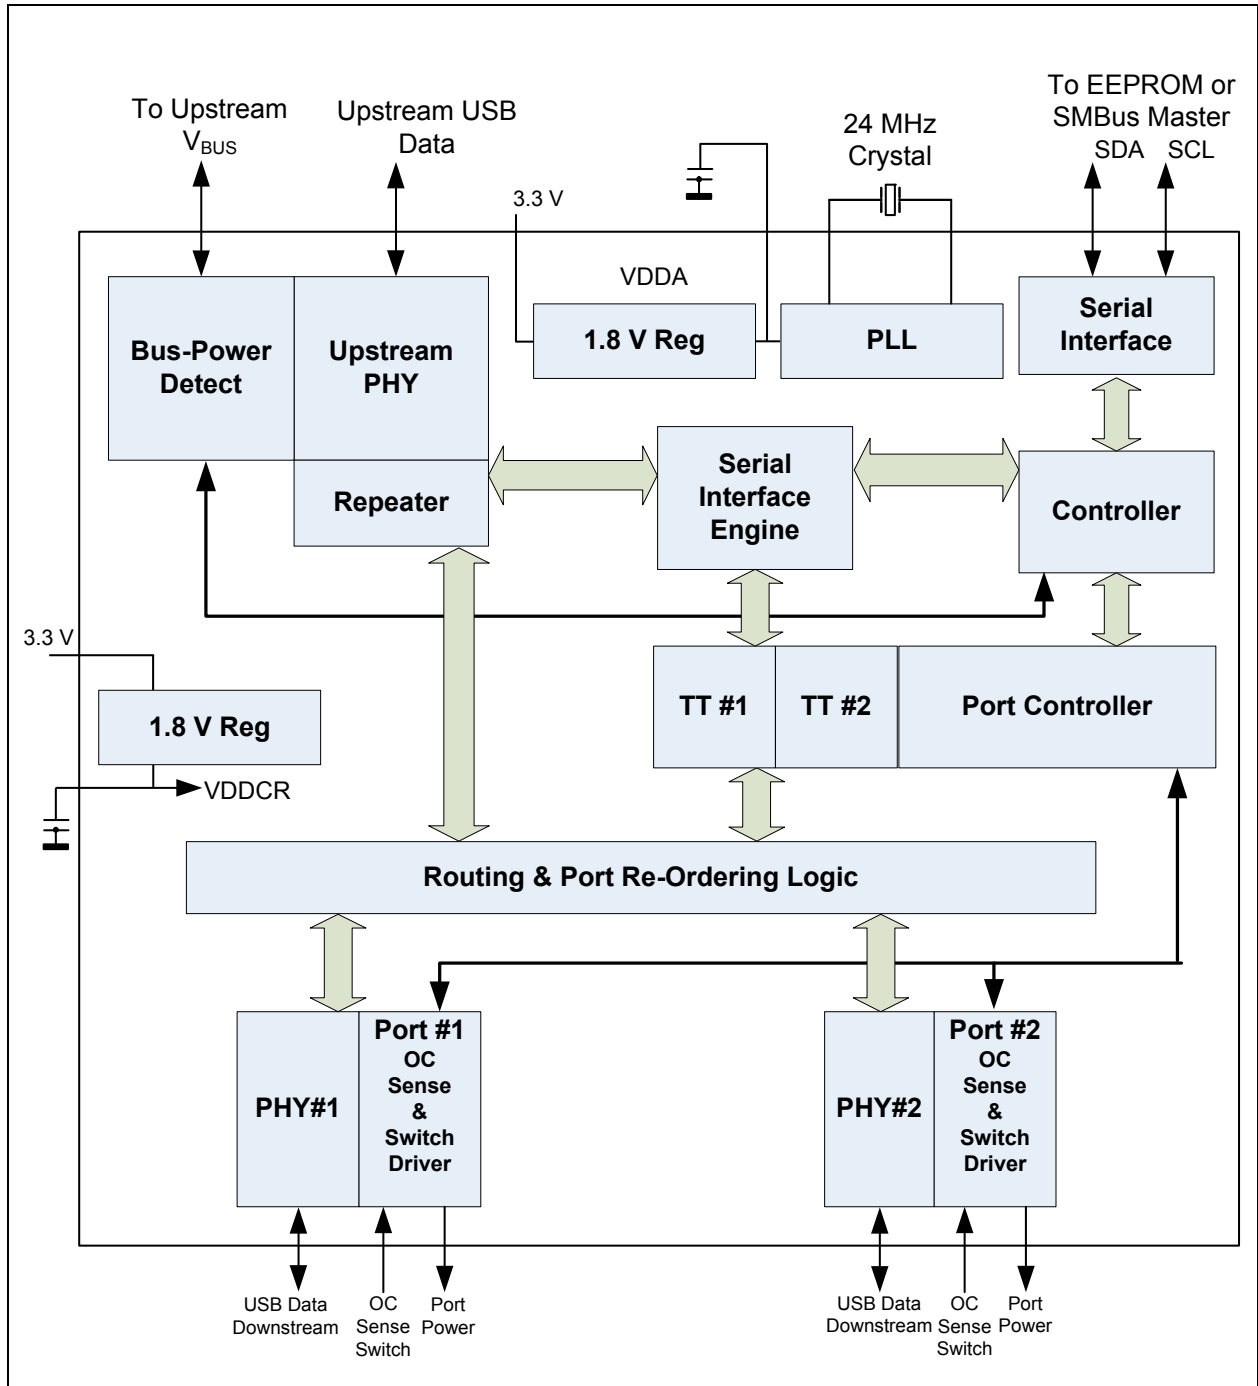 To Upstream
VBUS
Upstream USB
Data
24 MHz
Crystal
To EEPROM or
SMBus Master
SDA SCL
3.3 V
VDDA
Bus-Power
Detect
Upstream
PHY
1.8 V Reg
PLL
Serial
Interface
Repeater
Serial
Interface
Engine
Controller
3.3 V
1.8 V Reg
VDDCR
TT #1
TT #2
Port Controller
Routing & Port Re-Ordering Logic
PHY#1
Port #1
OC
Sense
&
Switch
Driver
PHY#2
Port #2
OC
Sense
&
Switch
Driver
USB Data
Downstream
OC
Sense
Switch
Port
Power
USB Data
Downstream
OC
Sense
Switch
Port
Power